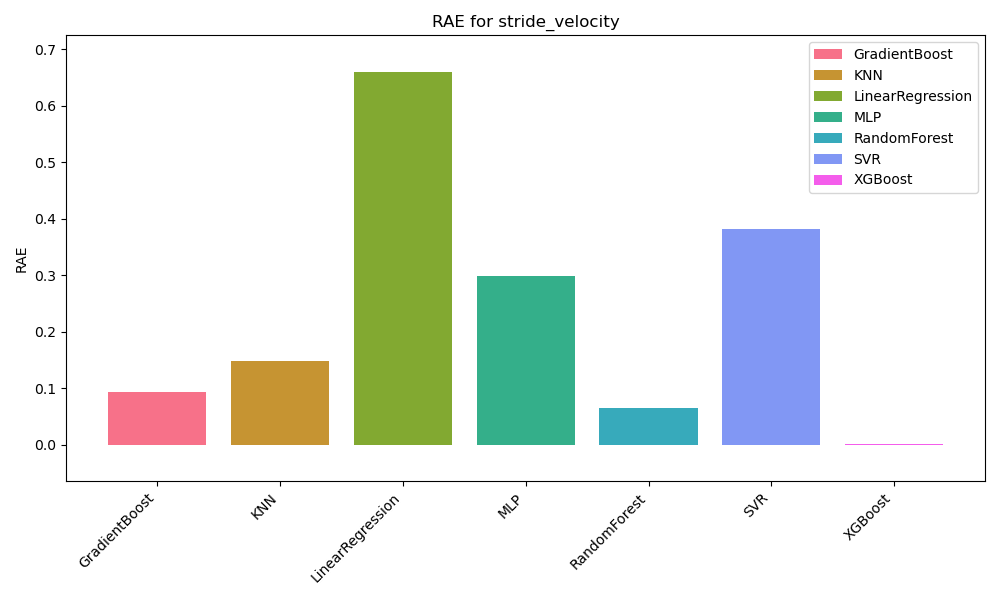 RAE for stride_velocity
GradientBoost
KNN
LinearRegression
MLP
RandomForest
SVR
XGBoost
RAE
0.7
0.6
0.5
0.4
0.3
0.2
0.1
0.0
GradientBoost
KNN
LinearRegression
MLP
RandomForest
SVR
XGBoost